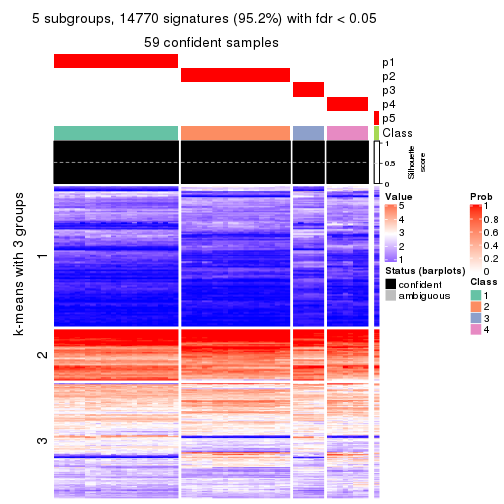 5 subgroups, 14770 signatures (95.2%) with fdr < 0.05
59 confident samples
p1
p2
p3
p4
p5
Class
1
0.5
0
Silhouette
score
k-means with 3 groups
1
2
3
Value
5
4
3
2
1
Status (barplots)
confident
ambiguous
Prob
1
0.8
0.6
0.4
0.2
0
Class
1
2
3
4